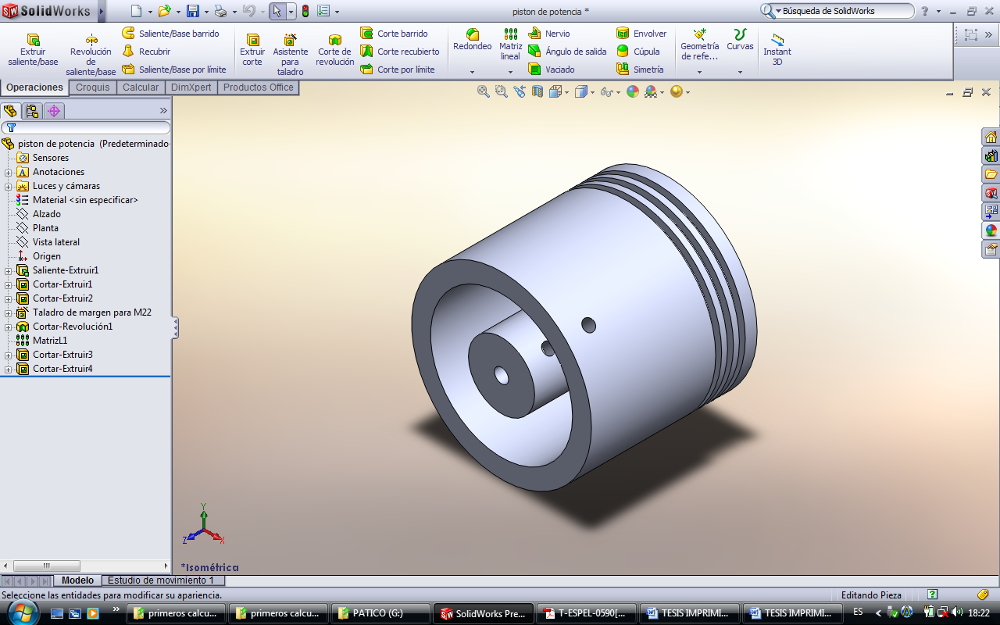 SolidWorks
piston de potencia *
Búsqueda de SolidWorks
Extruir saliente/base
Revolución de saliente/base
Saliente/Base barrido
Recubrir
Saliente/Base por límite
Extruir corte
Asistente para taladro
Corte de revolución
Corte barrido
Corte recubierto
Corte por límite
Redondeo
Matriz lineal
Nervio
Ángulo de salida
Vaciado
Envolver
Cúpula
Simetría
Geometría de refe...
Curvas
Instant 3D
Operaciones
Croquis
Calcular
DimXpert
Productos Office
piston de potencia (Predeterminado
Sensores
Anotaciones
Luces y cámaras
Material <sin especificar>
Alzado
Planta
Vista lateral
Origen
Saliente-Extruir1
Cortar-Extruir1
Cortar-Extruir2
Taladro de margen para M22
Cortar-Revolución1
MatrizL1
Cortar-Extruir3
Cortar-Extruir4
Y
Z
X
*Isométrica
Modelo
Estudio de movimiento 1
Seleccione las entidades para modificar su apariencia.
Editando Pieza
primeros calcu...
primeros calcu...
PATICO (G:)
SolidWorks Pre...
T-ESPEL-0590[...
TESIS IMPRIMI...
TESIS IMPRIMI...
ES
18:22